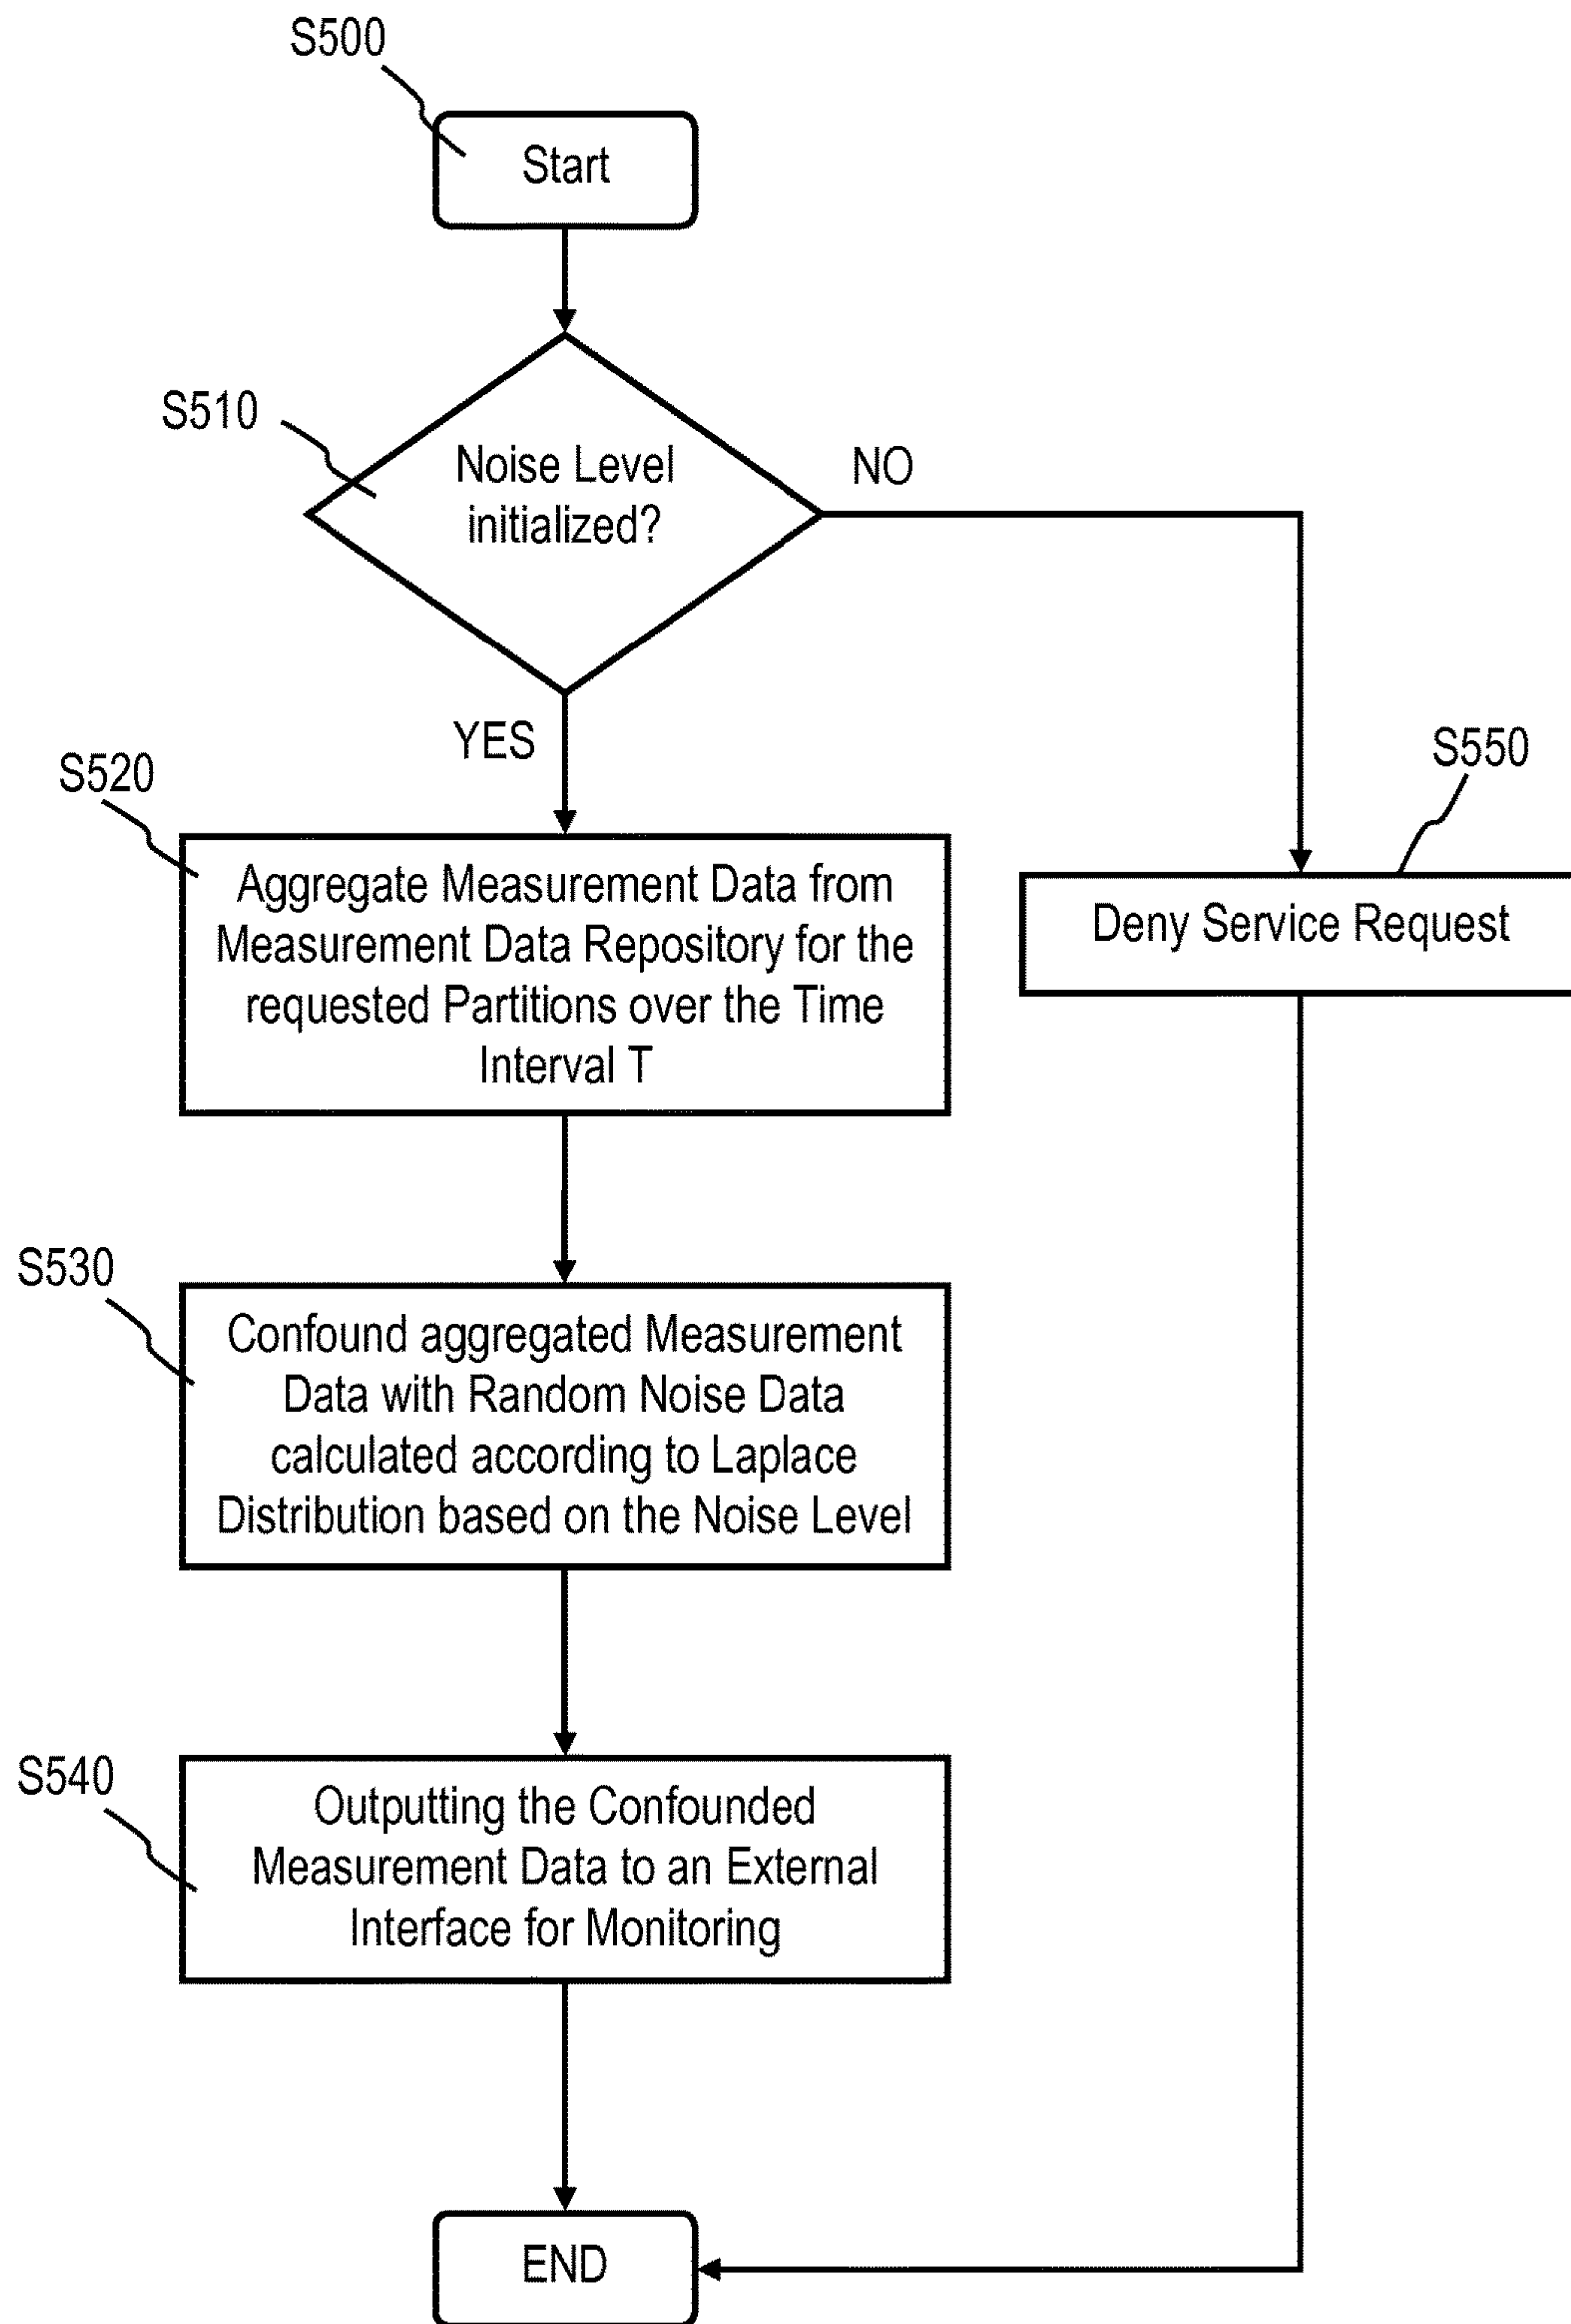 S500
Start
S510
Noise Level
initialized?
NO
YES
S520
Aggregate Measurement Data from
Measurement Data Repository for the
requested Partitions over the Time
Interval T
S550
Deny Service Request
S530
Confound aggregated Measurement
Data with Random Noise Data
calculated according to Laplace
Distribution based on the Noise Level
S540
Outputting the Confounded
Measurement Data to an External
Interface for Monitoring
END